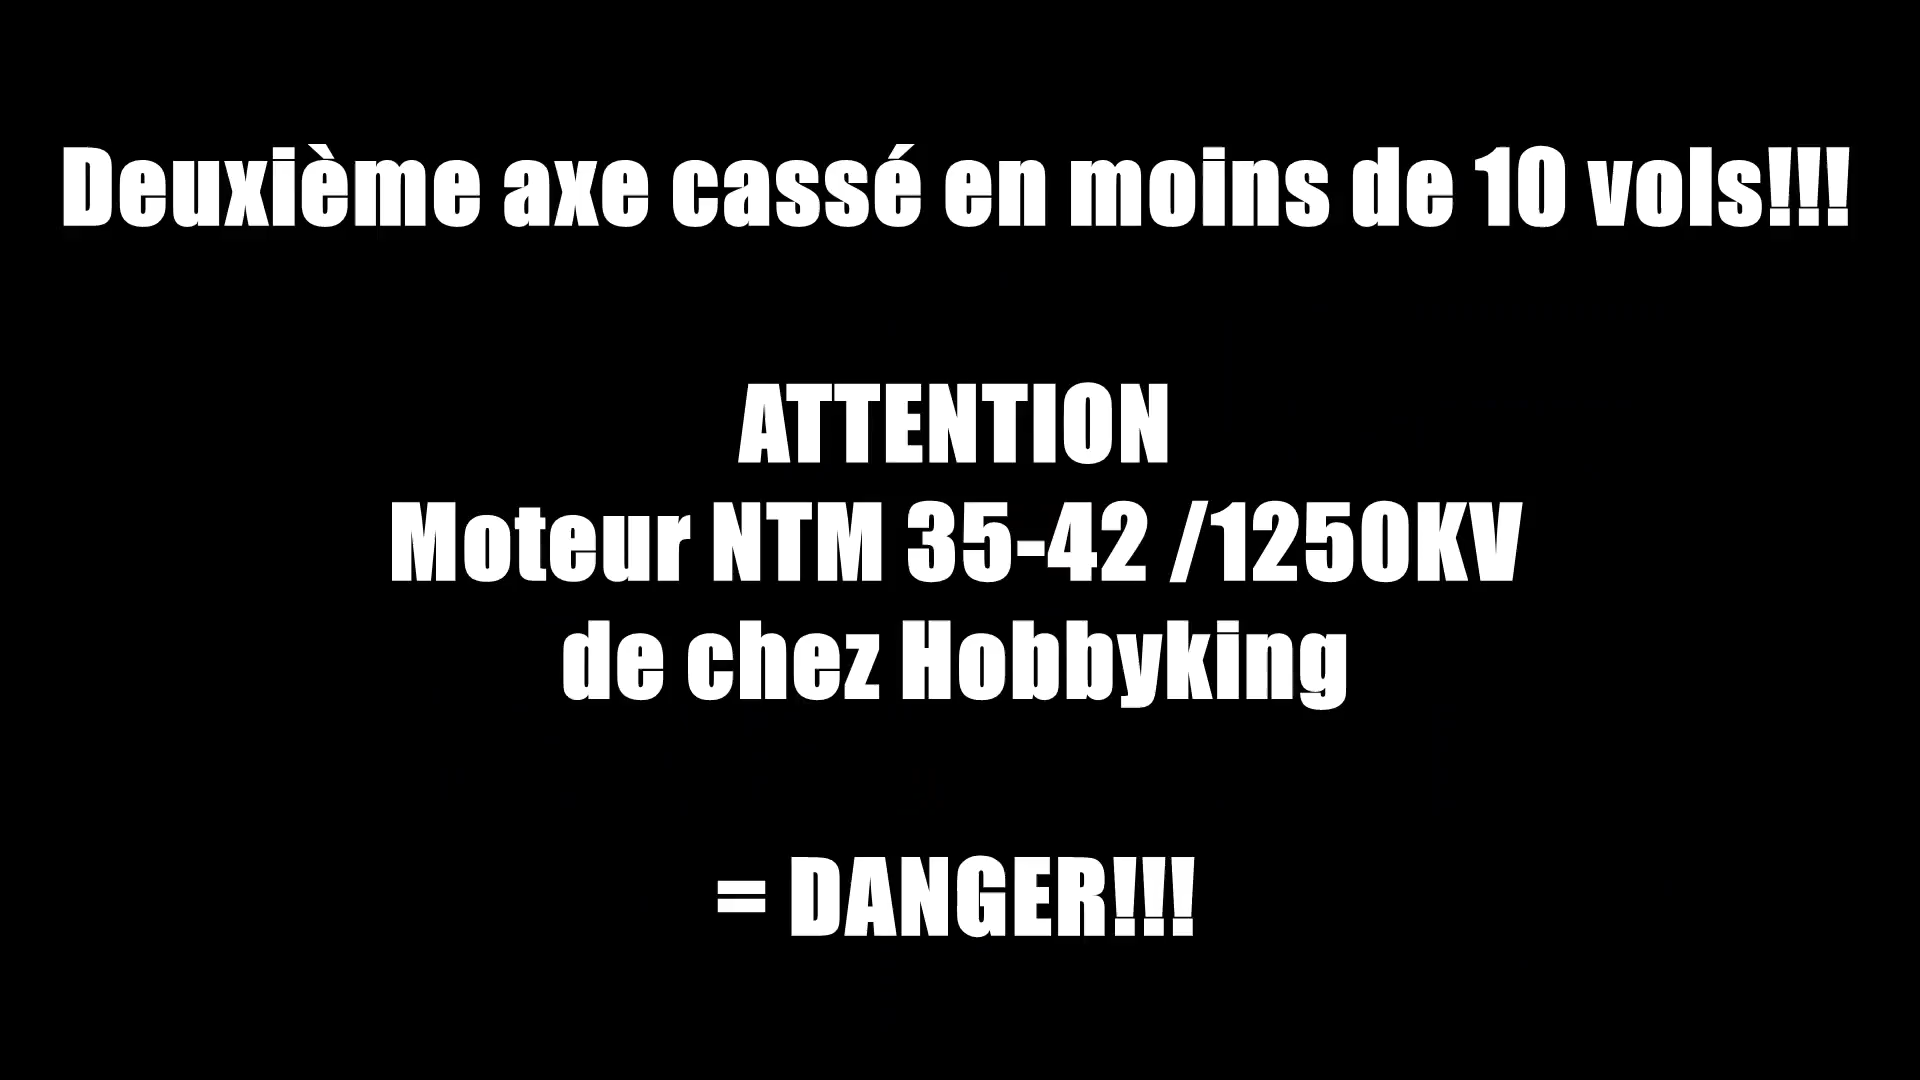 Deuxième axe cassé en moins de 10 vols!!!
ATTENTION
Moteur NTM 35-42 /1250KV
de chez Hobbyking
= DANGER!!!